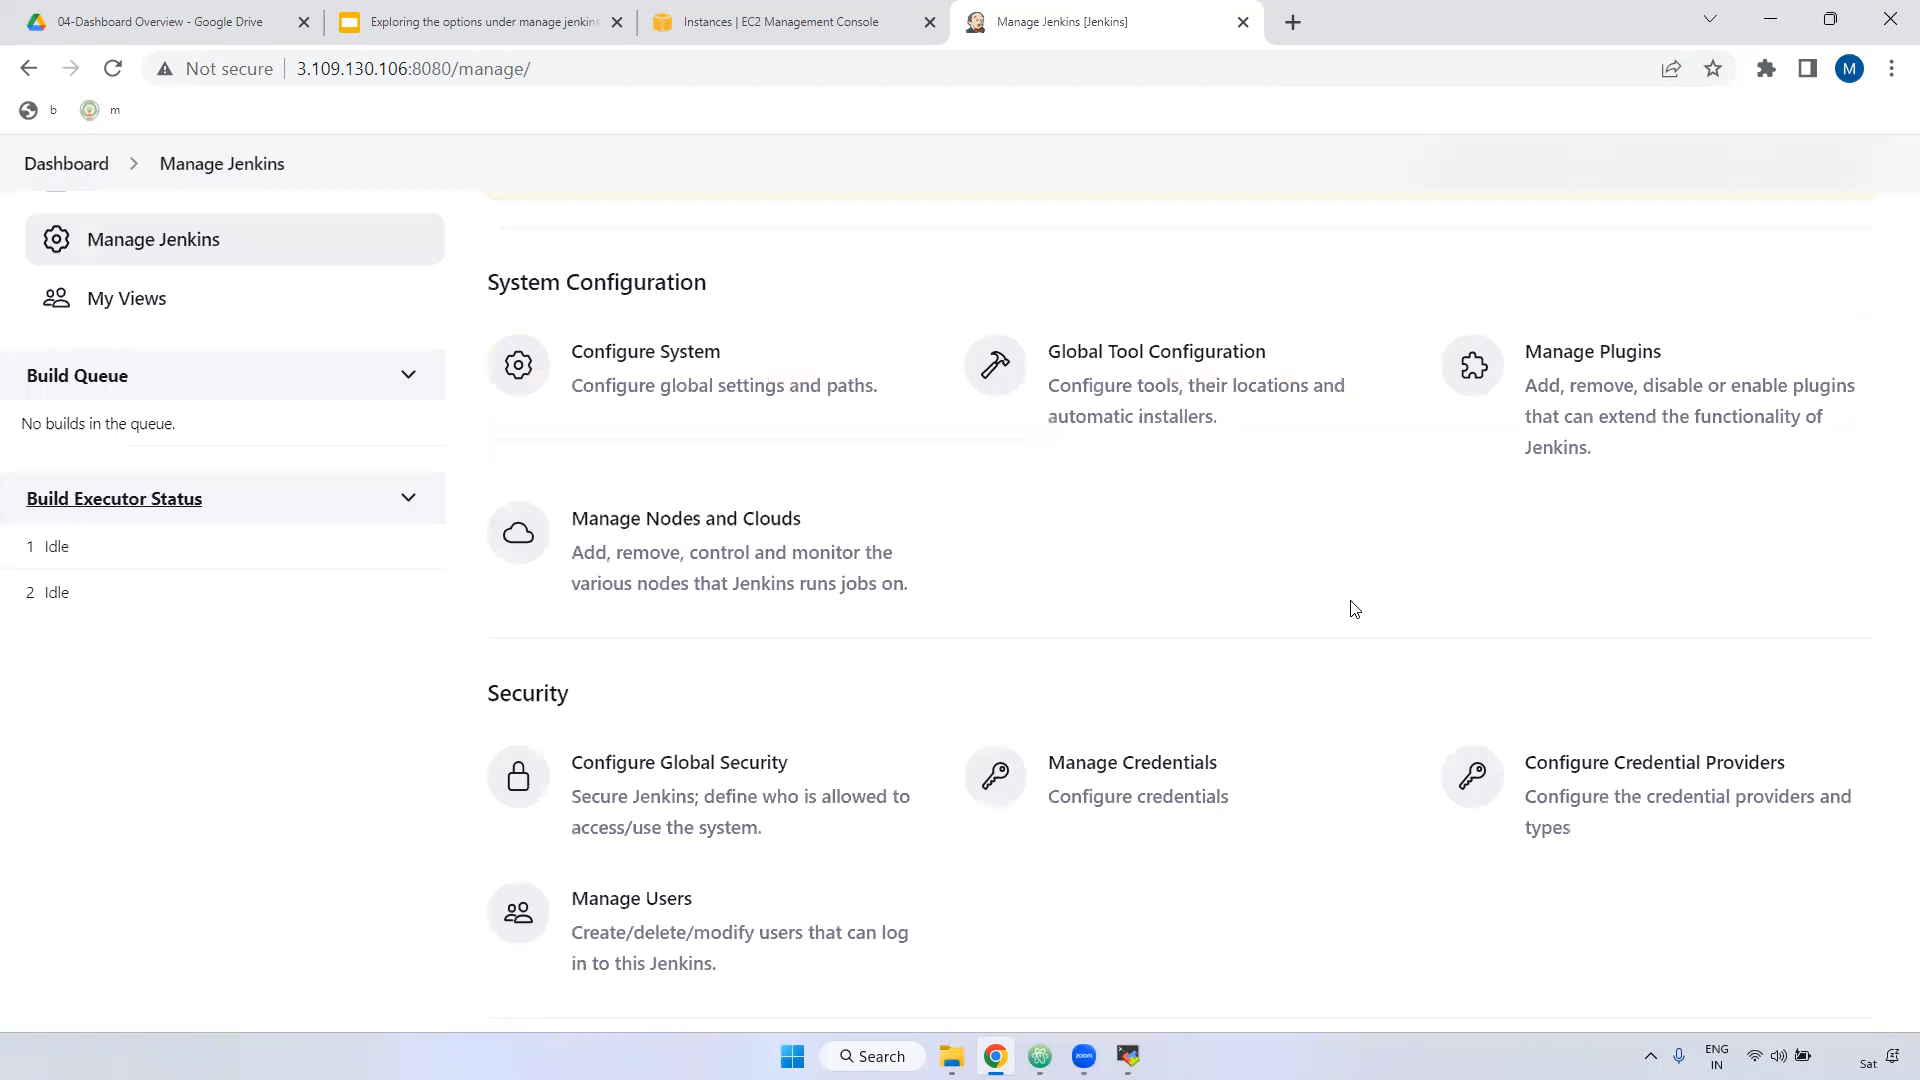 04-Dashboard Overview - Google Drive
Exploring the options under manage jenkins
Instances | EC2 Management Console
Manage Jenkins [Jenkins]
Not secure
3.109.130.106:8080/manage/
M
b
m
Dashboard
Manage Jenkins
Manage Jenkins
My Views
Build Queue
No builds in the queue.
Build Executor Status
1 Idle
2 Idle
System Configuration
Configure System
Configure global settings and paths.
Global Tool Configuration
Configure tools, their locations and
automatic installers.
Manage Plugins
Add, remove, disable or enable plugins
that can extend the functionality of
Jenkins.
Manage Nodes and Clouds
Add, remove, control and monitor the
various nodes that Jenkins runs jobs on.
Security
Configure Global Security
Secure Jenkins; define who is allowed to
access/use the system.
Manage Credentials
Configure credentials
Configure Credential Providers
Configure the credential providers and
types
Manage Users
Create/delete/modify users that can log
in to this Jenkins.
Search
zoom
ENG
IN
Sat